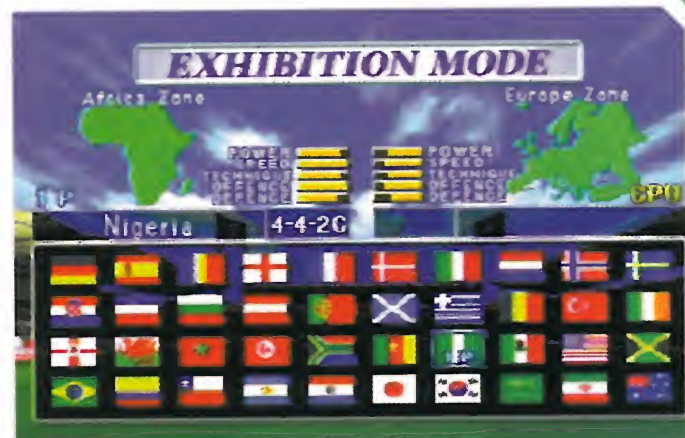 EXHIBITION MODE
Africa Zone Europe Zone
POWER POWER
SPEED SPEED
TECHNIQUE TECHNIQUE
OFFENCE OFFENCE
DEFENCE DEFENCE
1P CPU
Nigeria 4-4-2C
1P